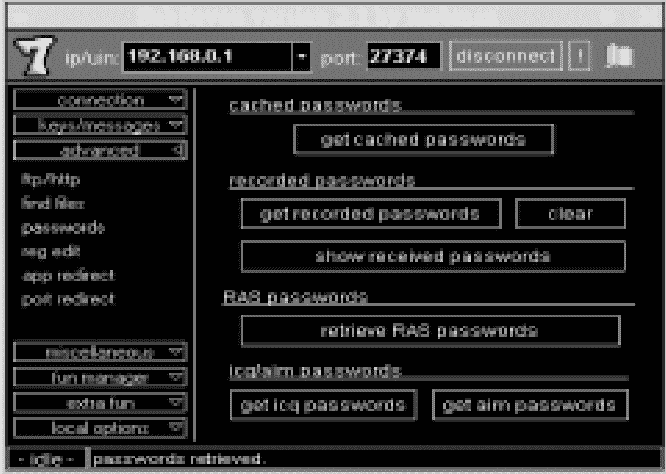 7 ip/uin: 192.168.0.1 port: 27374 disconnect !
connection
keys/messages
advanced
ftp/http
find files
passwords
reg edit
app redirect
port redirect
miscellaneous
fun manager
extra fun
local options
cached passwords
get cached passwords
recorded passwords
get recorded passwords clear
show received passwords
RAS passwords
retrieve RAS passwords
icq/aim passwords
get icq passwords get aim passwords
- idle - passwords retrieved.